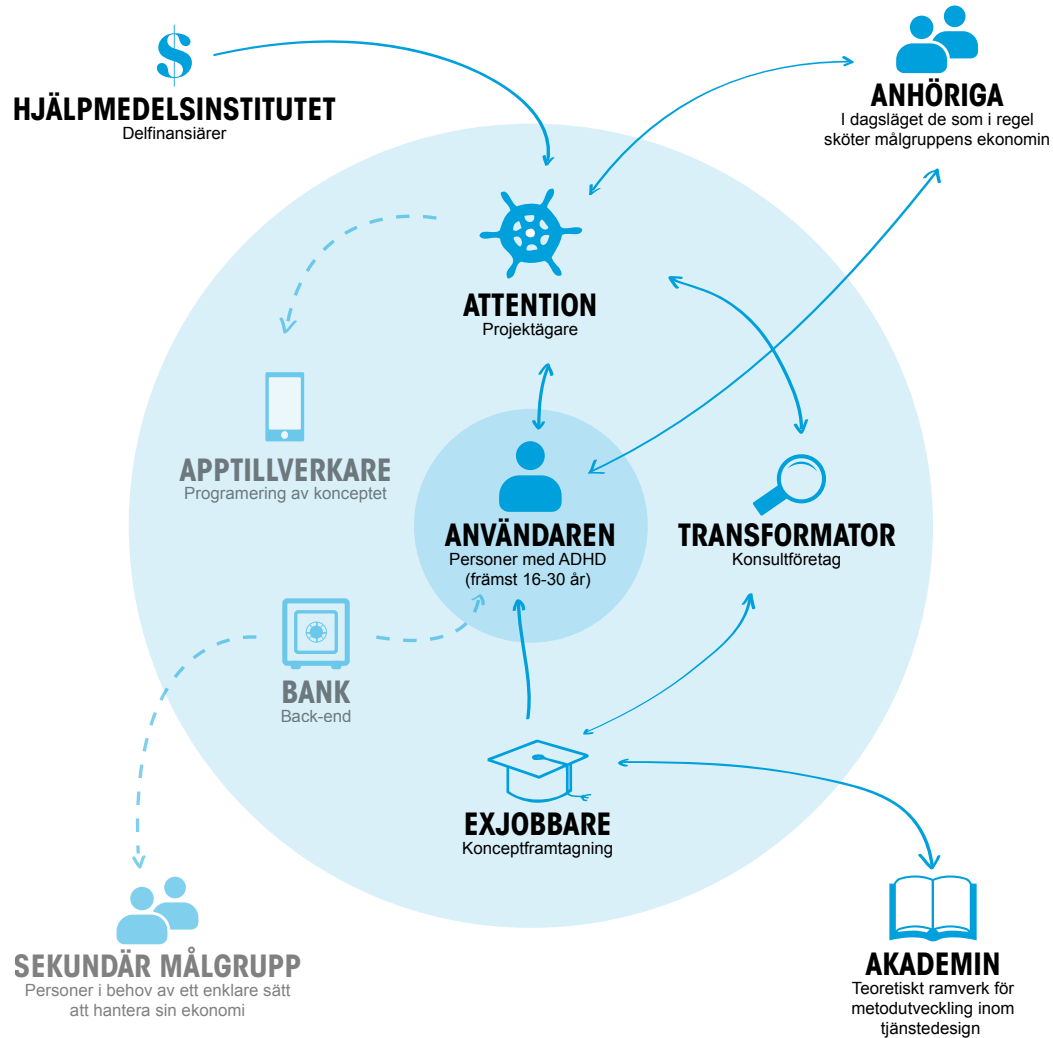 HJÄLPMEDELSINSTITUTET
Delfinansiärer
ANHÖRIGA
I dagsläget de som i regel
sköter målgruppens ekonomin
ATTENTION
Projektägare
APPTILLVERKARE
Programering av konceptet
ANVÄNDAREN
Personer med ADHD
(främst 16-30 år)
TRANSFORMATOR
Konsultföretag
BANK
Back-end
EXJOBBARE
Konceptframtagning
SEKUNDÄR MÅLGRUPP
Personer i behov av ett enklare sätt
att hantera sin ekonomi
AKADEMIN
Teoretiskt ramverk för
metodutveckling inom
tjänstedesign